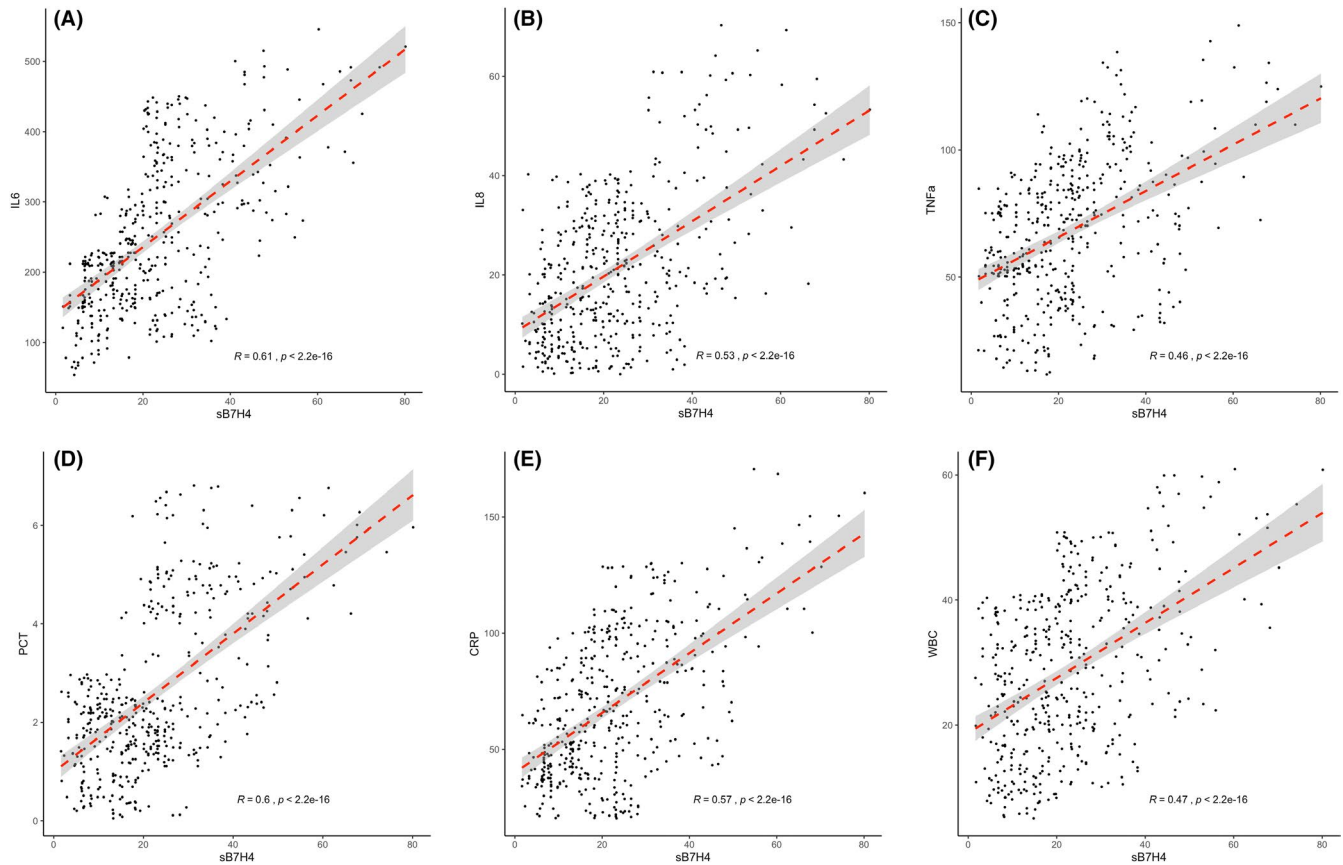 (A)
500
400
300
200
100
IL6
R = 0.61 , p < 2.2e-16
0 20 40 60 80
sB7H4
(B)
60
40
20
0
IL8
R = 0.53 , p < 2.2e-16
0 20 40 60 80
sB7H4
(C)
150
100
50
TNFa
R = 0.46 , p < 2.2e-16
0 20 40 60 80
sB7H4
(D)
6
4
2
0
PCT
R = 0.6 , p < 2.2e-16
0 20 40 60 80
sB7H4
(E)
150
100
50
CRP
R = 0.57 , p < 2.2e-16
0 20 40 60 80
sB7H4
(F)
60
40
20
WBC
R = 0.47 , p < 2.2e-16
0 20 40 60 80
sB7H4